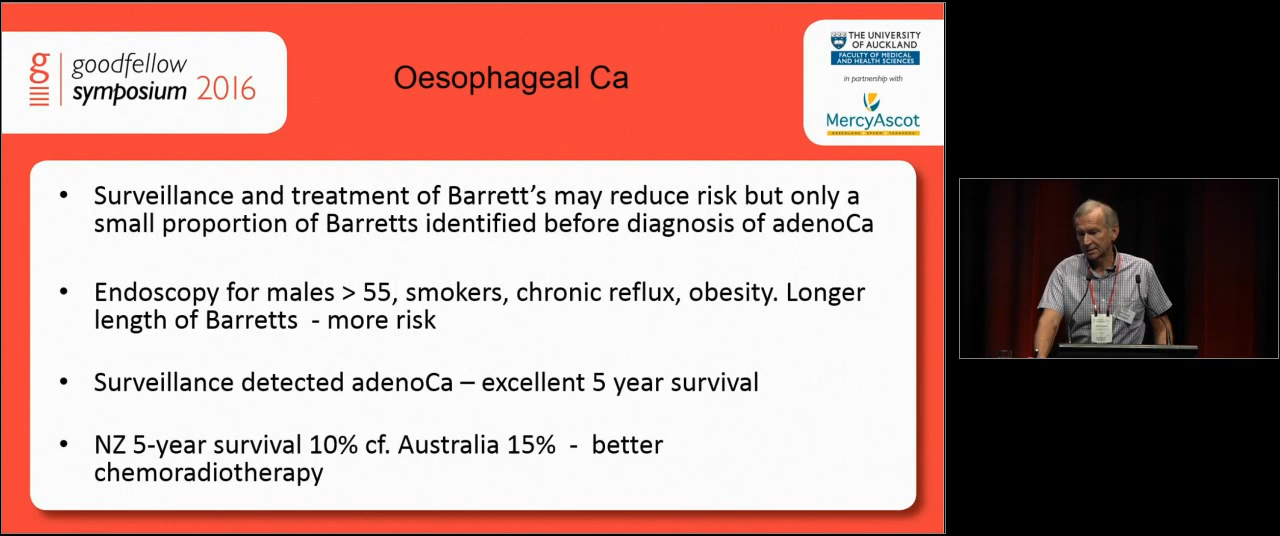 goodfellow
symposium 2016
g
Oesophageal Ca
THE UNIVERSITY
OF AUCKLAND
FACULTY OF MEDICAL
AND HEALTH SCIENCES
in partnership with
MercyAscot
• Surveillance and treatment of Barrett’s may reduce risk but only a
small proportion of Barretts identified before diagnosis of adenoCa
• Endoscopy for males > 55, smokers, chronic reflux, obesity. Longer
length of Barretts - more risk
• Surveillance detected adenoCa – excellent 5 year survival
• NZ 5-year survival 10% cf. Australia 15% - better
chemoradiotherapy